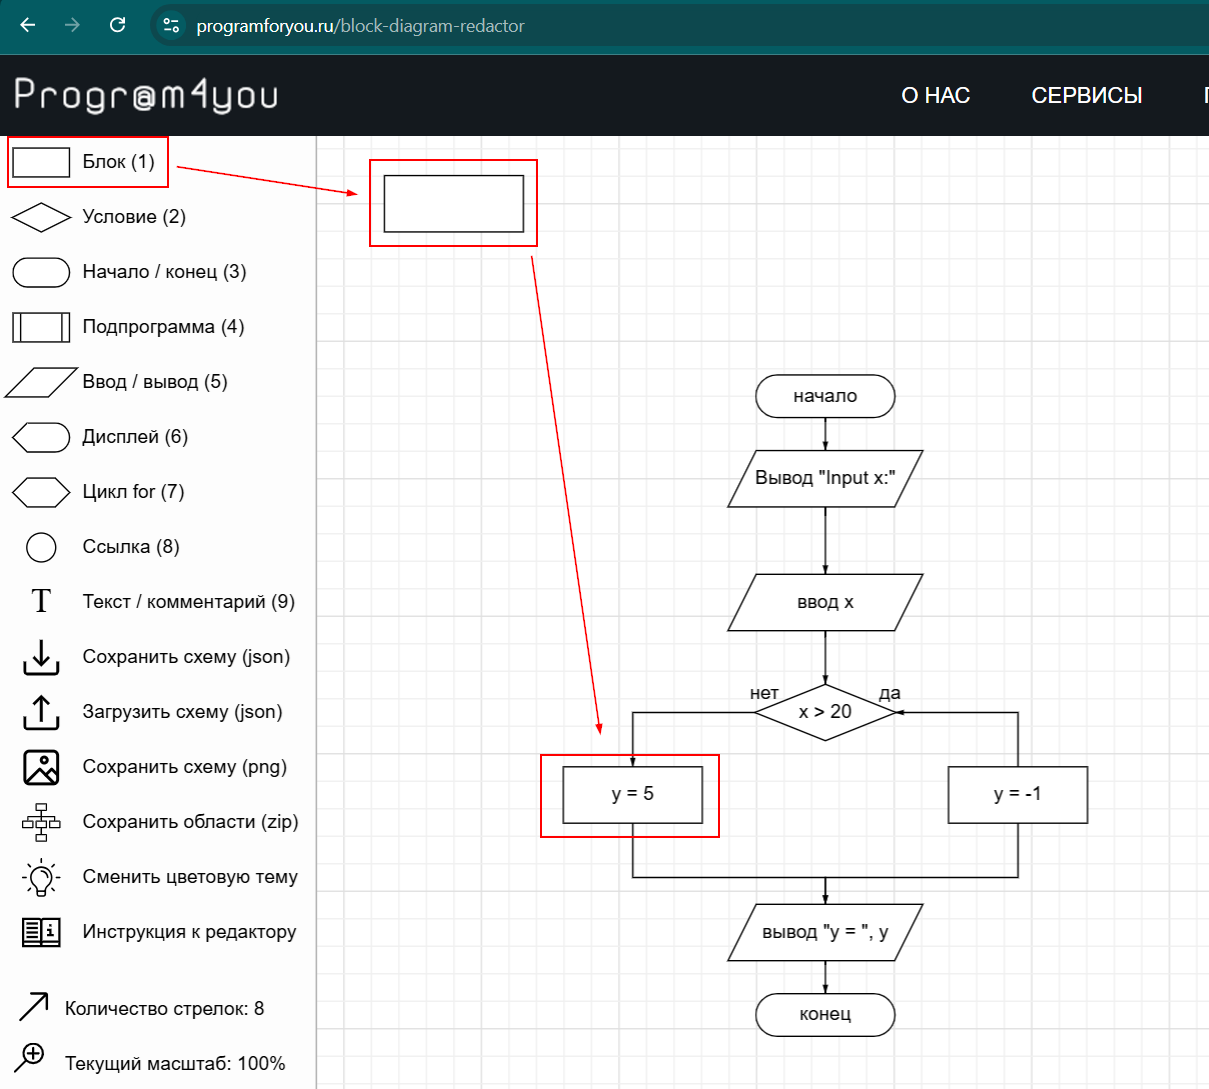 programforyou.ru/block-diagram-redactor
Progr@m4you
О НАС
СЕРВИСЫ
Блок (1)
Условие (2)
Начало / конец (3)
Подпрограмма (4)
Ввод / вывод (5)
Дисплей (6)
Цикл for (7)
Ссылка (8)
T
Текст / комментарий (9)
Сохранить схему (json)
Загрузить схему (json)
Сохранить схему (png)
Сохранить области (zip)
Сменить цветовую тему
Инструкция к редактору
Количество стрелок: 8
Текущий масштаб: 100%
начало
Вывод "Input x:"
ввод x
нет
да
x > 20
y = 5
y = -1
вывод "y = ", y
конец